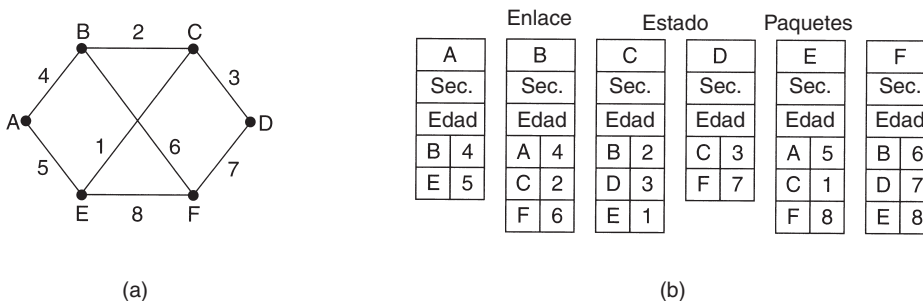 B 2 C
4 3
A D
1 6
5 7
E 8 F
(a)
Enlace Estado Paquetes
A B C D E F
Sec. Sec. Sec. Sec. Sec. Sec.
Edad Edad Edad Edad Edad Edad
B 4 A 4 B 2 C 3 A 5 B 6
E 5 C 2 D 3 F 7 C 1 D 7
F 6 E 1 F 8 E 8
(b)